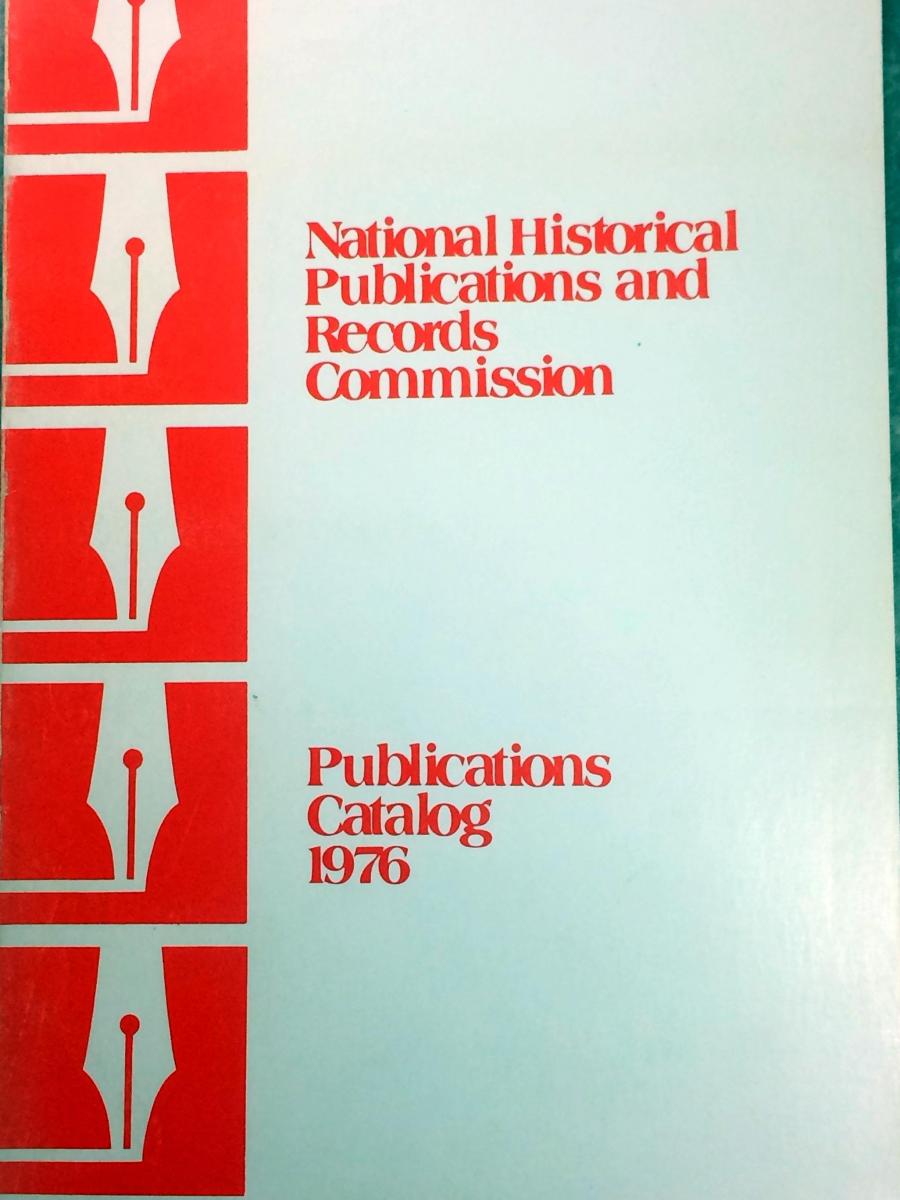 National Historical
Publications and
Records
Commission
Publications
Catalog
1976